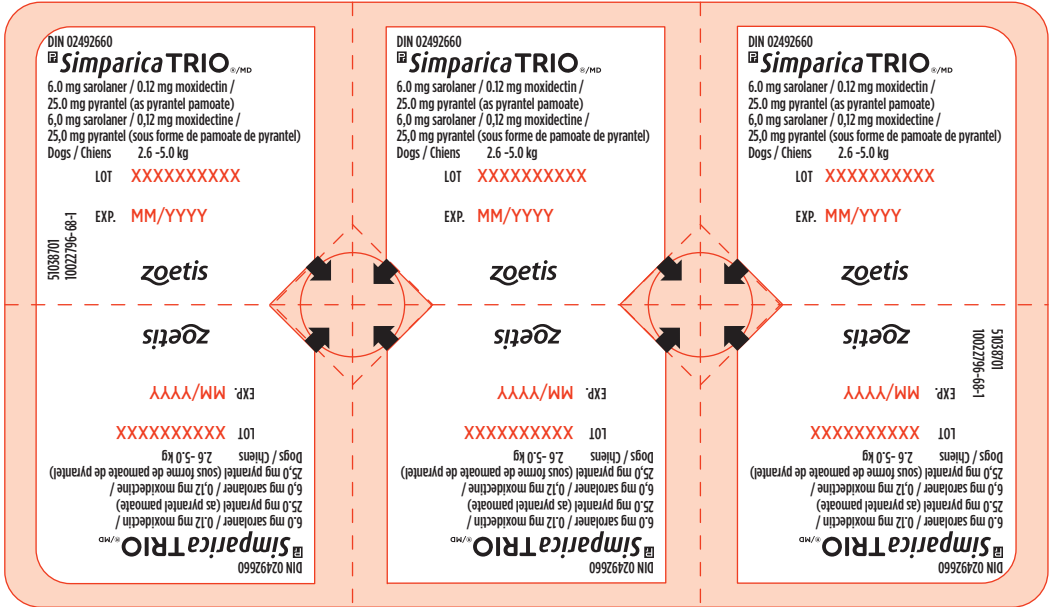 DIN 02492660
Pr Simparica TRIO ®/MD
6.0 mg sarolaner / 0.12 mg moxidectin /
25.0 mg pyrantel (as pyrantel pamoate)
6,0 mg sarolaner / 0,12 mg moxidectine /
25,0 mg pyrantel (sous forme de pamoate de pyrantel)
Dogs / Chiens 2.6 -5.0 kg
LOT XXXXXXXXXX
EXP. MM/YYYY
51038701
10022796-68-1
zoetis
DIN 02492660
Pr Simparica TRIO ®/MD
6.0 mg sarolaner / 0.12 mg moxidectin /
25.0 mg pyrantel (as pyrantel pamoate)
6,0 mg sarolaner / 0,12 mg moxidectine /
25,0 mg pyrantel (sous forme de pamoate de pyrantel)
Dogs / Chiens 2.6 -5.0 kg
LOT XXXXXXXXXX
EXP. MM/YYYY
zoetis
DIN 02492660
Pr Simparica TRIO ®/MD
6.0 mg sarolaner / 0.12 mg moxidectin /
25.0 mg pyrantel (as pyrantel pamoate)
6,0 mg sarolaner / 0,12 mg moxidectine /
25,0 mg pyrantel (sous forme de pamoate de pyrantel)
Dogs / Chiens 2.6 -5.0 kg
LOT XXXXXXXXXX
EXP. MM/YYYY
zoetis
DIN 02492660
Pr Simparica TRIO ®/MD
6.0 mg sarolaner / 0.12 mg moxidectin /
25.0 mg pyrantel (as pyrantel pamoate)
6,0 mg sarolaner / 0,12 mg moxidectine /
25,0 mg pyrantel (sous forme de pamoate de pyrantel)
Dogs / Chiens 2.6 -5.0 kg
LOT XXXXXXXXXX
EXP. MM/YYYY
zoetis
DIN 02492660
Pr Simparica TRIO ®/MD
6.0 mg sarolaner / 0.12 mg moxidectin /
25.0 mg pyrantel (as pyrantel pamoate)
6,0 mg sarolaner / 0,12 mg moxidectine /
25,0 mg pyrantel (sous forme de pamoate de pyrantel)
Dogs / Chiens 2.6 -5.0 kg
LOT XXXXXXXXXX
EXP. MM/YYYY
zoetis
DIN 02492660
Pr Simparica TRIO ®/MD
6.0 mg sarolaner / 0.12 mg moxidectin /
25.0 mg pyrantel (as pyrantel pamoate)
6,0 mg sarolaner / 0,12 mg moxidectine /
25,0 mg pyrantel (sous forme de pamoate de pyrantel)
Dogs / Chiens 2.6 -5.0 kg
LOT XXXXXXXXXX
EXP. MM/YYYY
51038701
10022796-68-1
zoetis